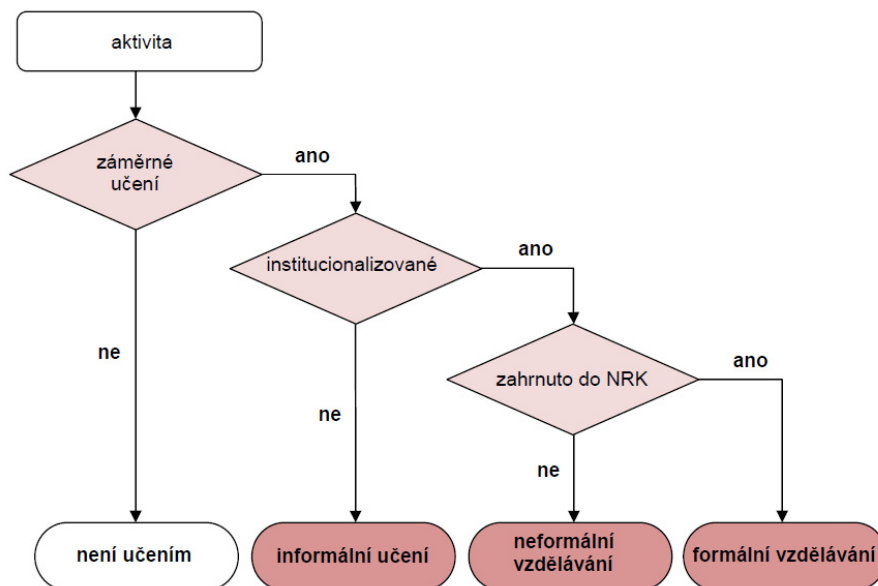 aktivita
záměrné
učení
ano
institucionalizované
ano
ne
zahrnuto do NRK
ano
ne
ne
není učením
informální učení
neformální
vzdělávání
formální vzdělávání